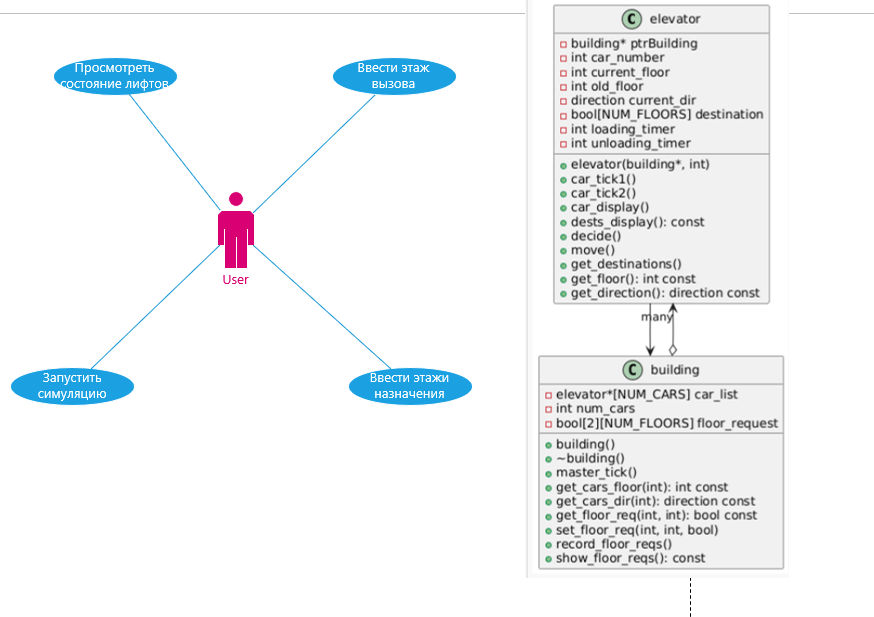 Просмотреть
состояние лифтов
Ввести этаж
вызова
User
Запустить
симуляцию
Ввести этажи
назначения
C elevator
building* ptrBuilding
int car_number
int current_floor
int old_floor
direction current_dir
bool[NUM_FLOORS] destination
int loading_timer
int unloading_timer
elevator(building*, int)
car_tick1()
car_tick2()
car_display()
dests_display(): const
decide()
move()
get_destinations()
get_floor(): int const
get_direction(): direction const
many
C building
elevator*[NUM_CARS] car_list
int num_cars
bool[2][NUM_FLOORS] floor_request
building()
~building()
master_tick()
get_cars_floor(int): int const
get_cars_dir(int): direction const
get_floor_req(int, int): bool const
set_floor_req(int, int, bool)
record_floor_reqs()
show_floor_reqs(): const